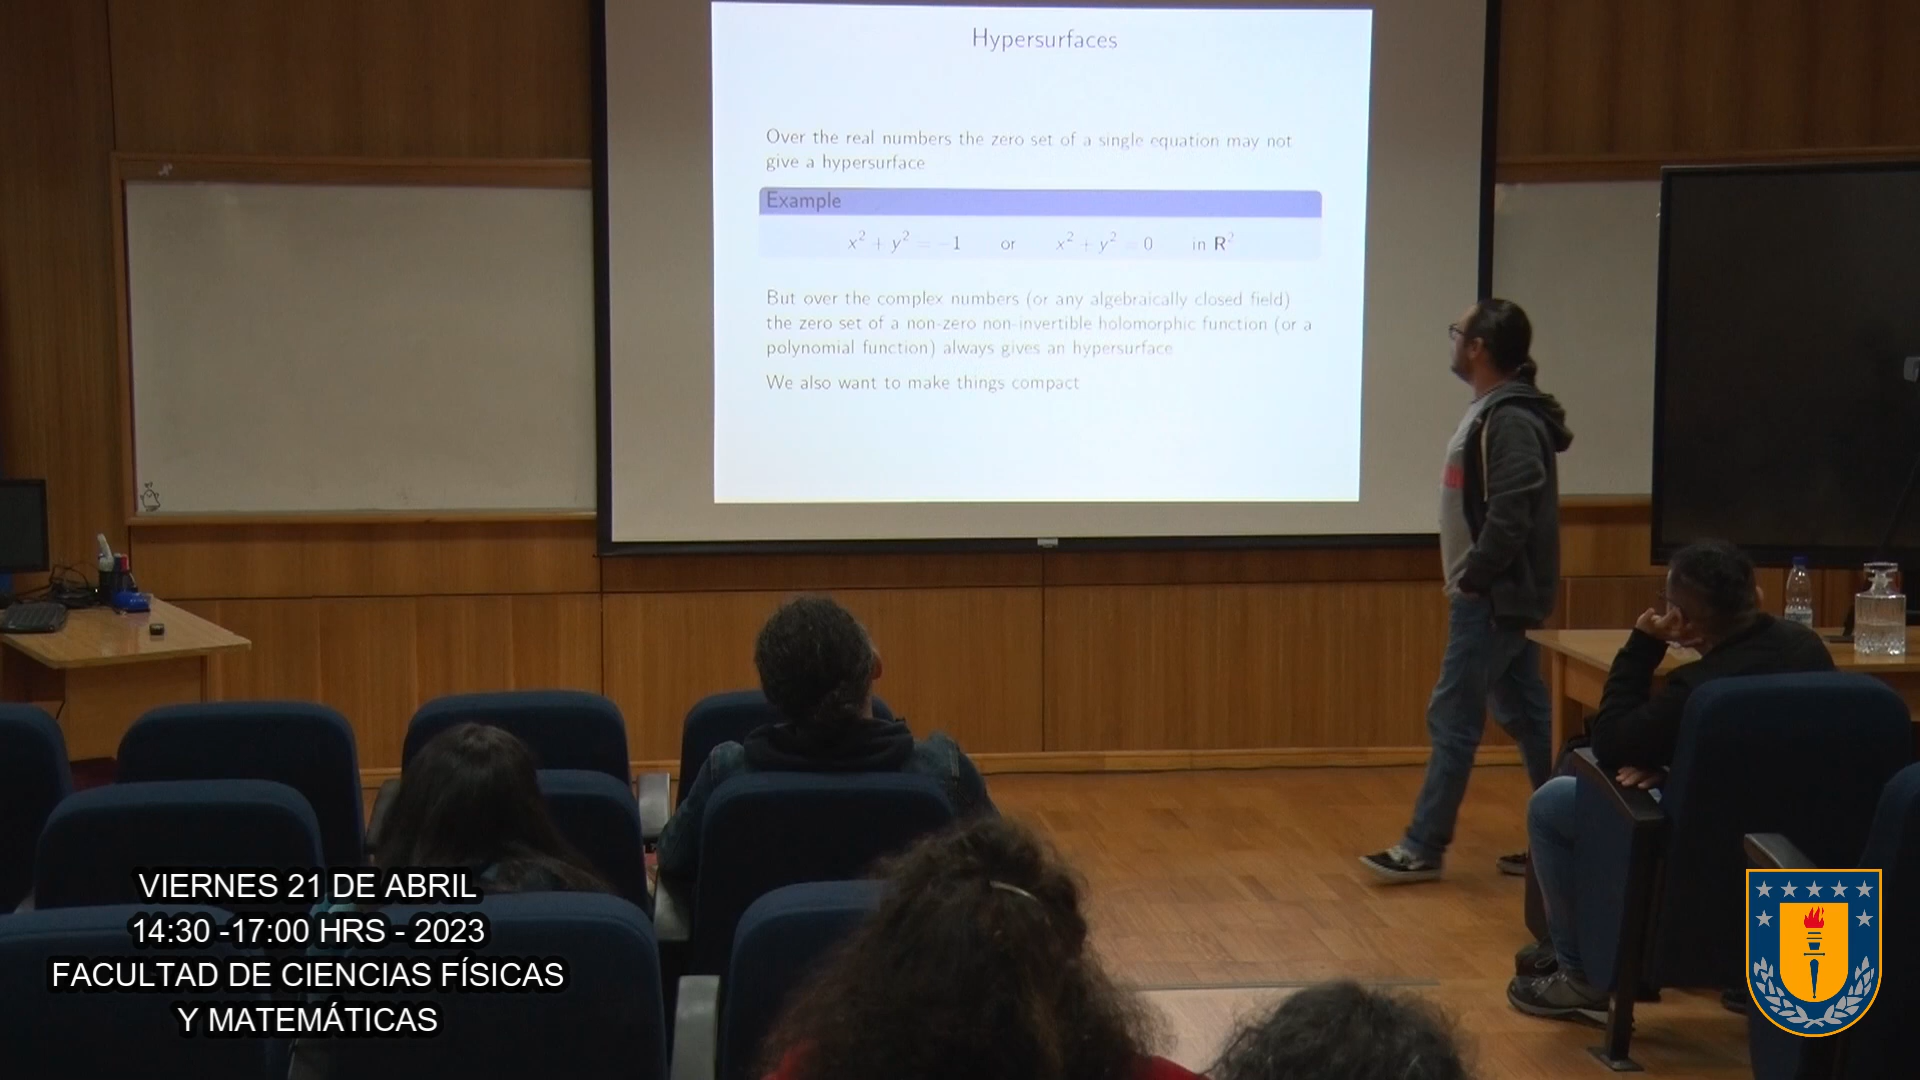 Hypersurfaces
Over the real numbers the zero set of a single equation may not
give a hypersurface
Example
x² + y² = −1 or x² + y² = 0 in R²
But over the complex numbers (or any algebraically closed field)
the zero set of a non-zero non-invertible holomorphic function (or a
polynomial function) always gives an hypersurface
We also want to make things compact
VIERNES 21 DE ABRIL
14:30 -17:00 HRS - 2023
FACULTAD DE CIENCIAS FÍSICAS
Y MATEMÁTICAS